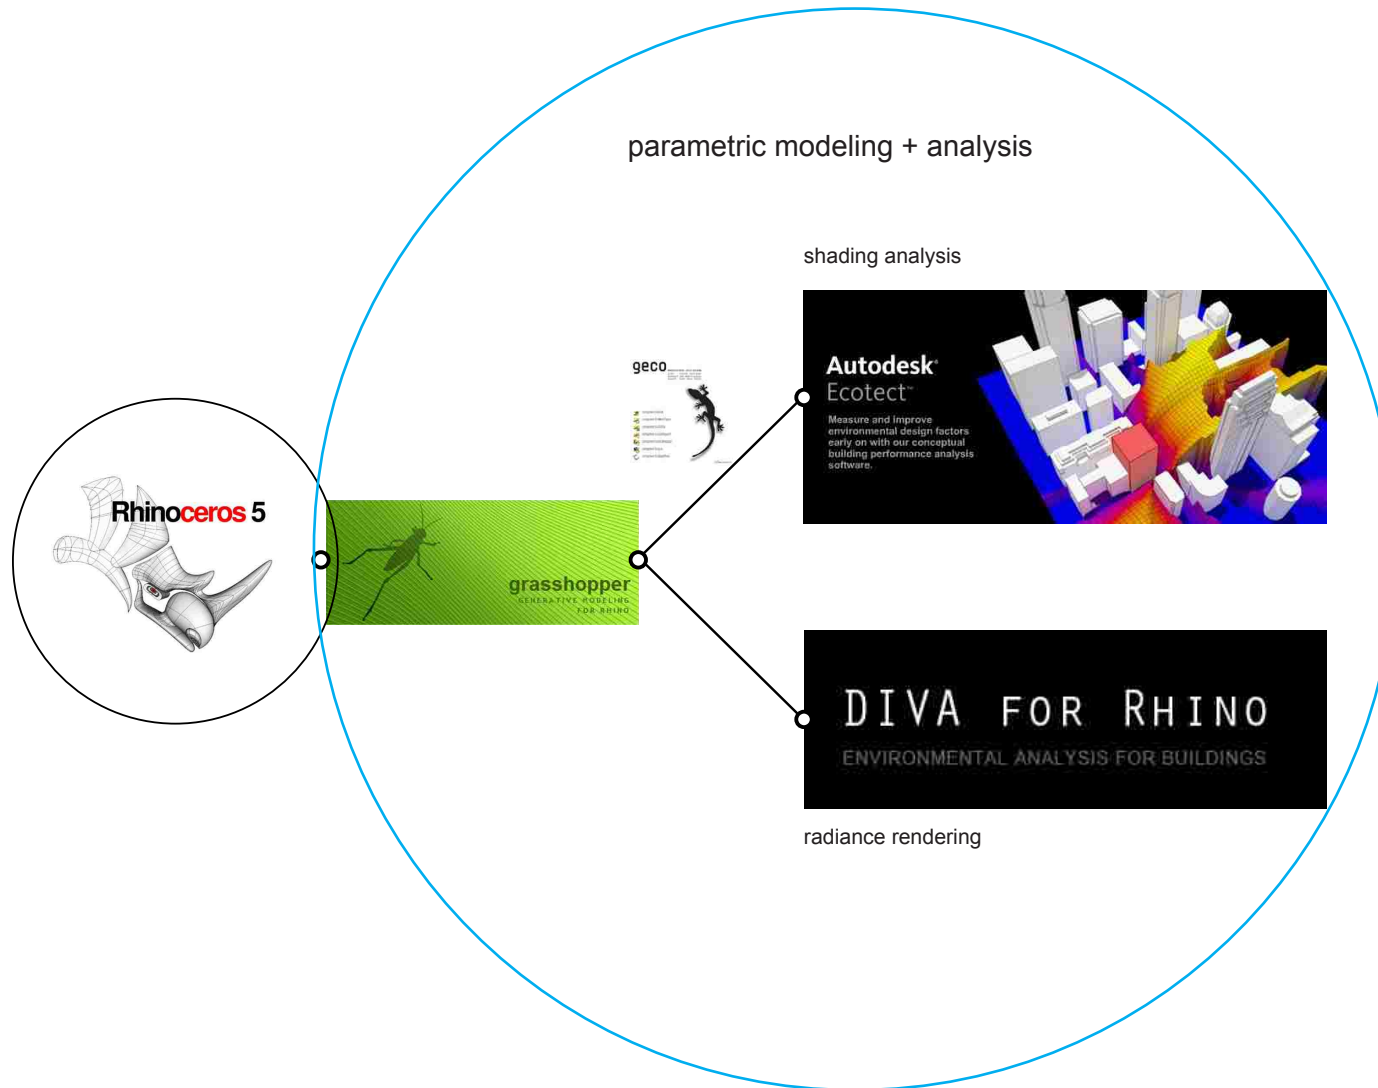 parametric modeling + analysis
shading analysis
geco
Autodesk®
Ecotect™
Measure and improve
environmental design factors
early on with our conceptual
building performance analysis
software.
Rhinoceros 5
grasshopper
GENERATIVE MODELING
FOR RHINO
DIVA FOR RHINO
ENVIRONMENTAL ANALYSIS FOR BUILDINGS
radiance rendering